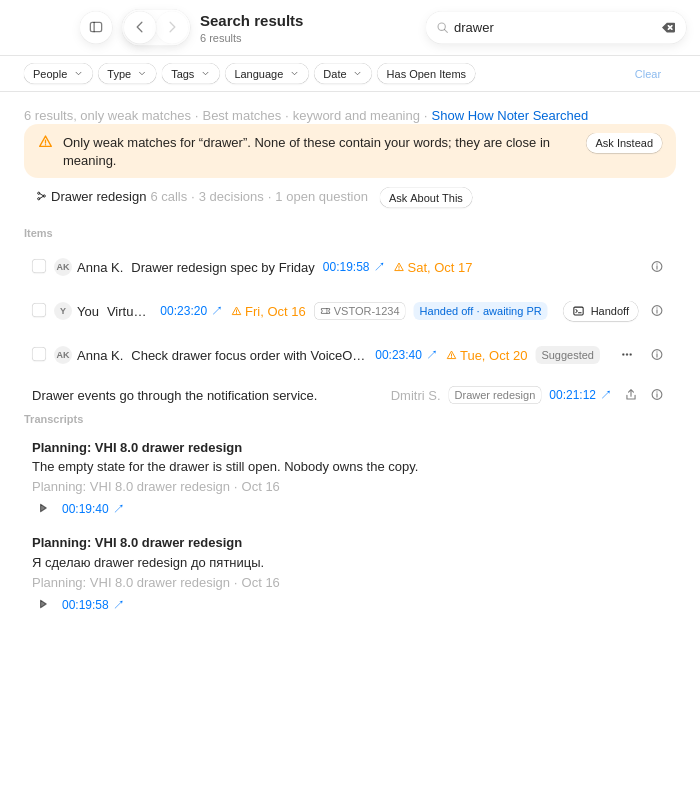 Search results
6 results
drawer
People
Type
Tags
Language
Date
Has Open Items
Clear
6 results, only weak matches · Best matches · keyword and meaning · Show How Noter Searched
Only weak matches for “drawer”. None of these contain your words; they are close in
meaning.
Ask Instead
Drawer redesign 6 calls · 3 decisions · 1 open question Ask About This
Items
AK Anna K. Drawer redesign spec by Friday 00:19:58 ↗ Sat, Oct 17
Y You Virtu… 00:23:20 ↗ Fri, Oct 16 VSTOR-1234 Handed off · awaiting PR Handoff
AK Anna K. Check drawer focus order with VoiceO… 00:23:40 ↗ Tue, Oct 20 Suggested
Drawer events go through the notification service. Dmitri S. Drawer redesign 00:21:12 ↗
Transcripts
Planning: VHI 8.0 drawer redesign
The empty state for the drawer is still open. Nobody owns the copy.
Planning: VHI 8.0 drawer redesign · Oct 16
00:19:40 ↗
Planning: VHI 8.0 drawer redesign
Я сделаю drawer redesign до пятницы.
Planning: VHI 8.0 drawer redesign · Oct 16
00:19:58 ↗